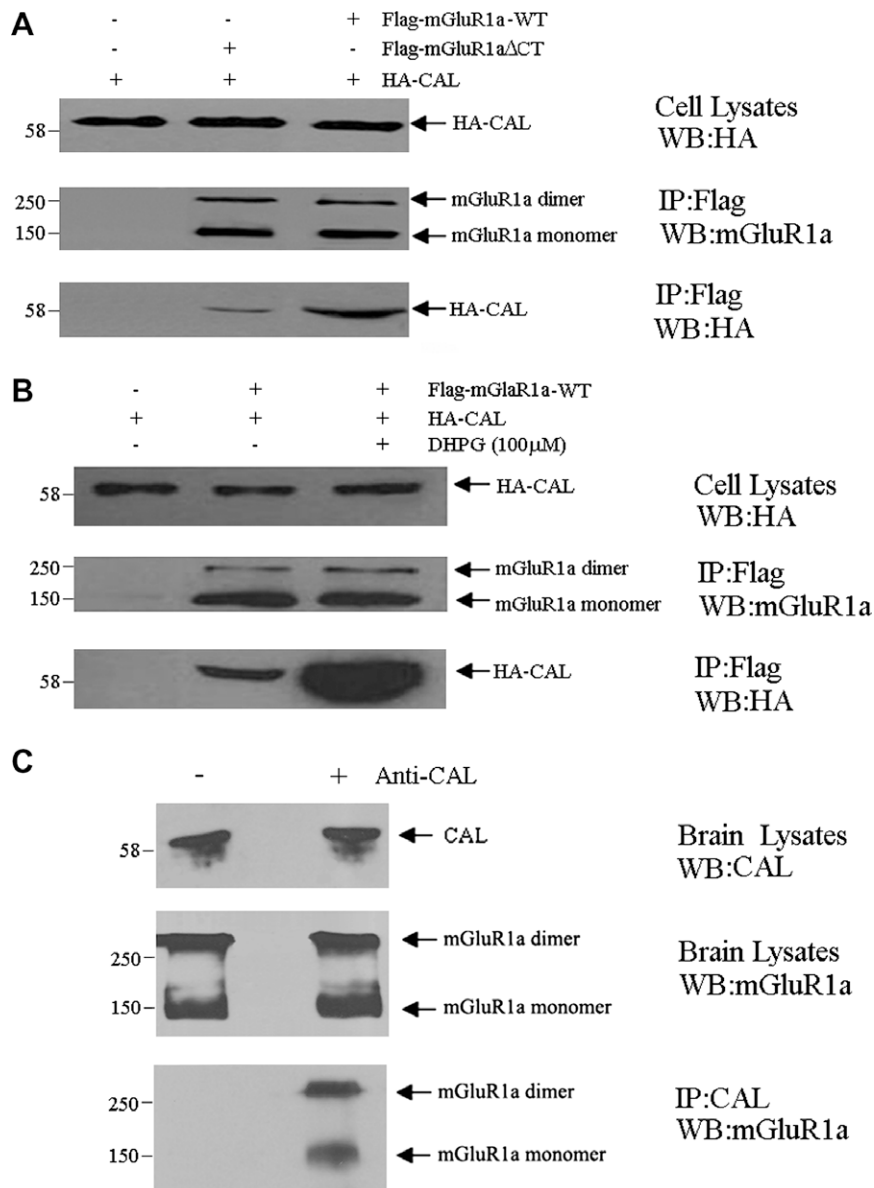 A
- - + Flag-mGluR1a-WT
- + - Flag-mGluR1aΔCT
+ + + HA-CAL
58 HA-CAL Cell Lysates
WB:HA
250 mGluR1a dimer IP:Flag
150 mGluR1a monomer WB:mGluR1a
58 HA-CAL IP:Flag
WB:HA
B
- + + Flag-mGlaR1a-WT
+ + + HA-CAL
- - + DHPG (100µM)
58 HA-CAL Cell Lysates
WB:HA
250 mGluR1a dimer IP:Flag
150 mGluR1a monomer WB:mGluR1a
58 HA-CAL IP:Flag
WB:HA
C
- + Anti-CAL
58 CAL Brain Lysates
WB:CAL
250 mGluR1a dimer Brain Lysates
WB:mGluR1a
150 mGluR1a monomer
250 mGluR1a dimer IP:CAL
WB:mGluR1a
150 mGluR1a monomer